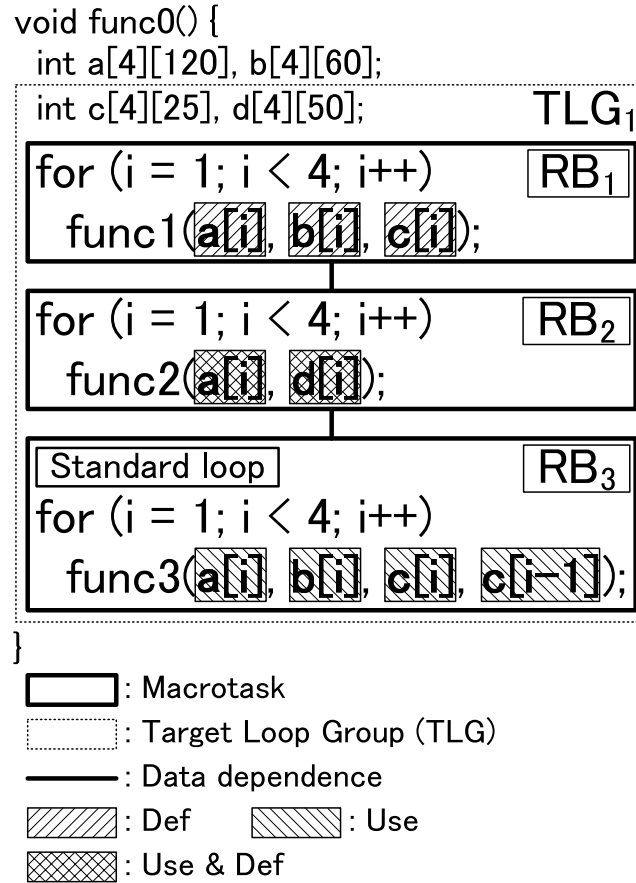 void func0() {
int a[4][120], b[4][60];
int c[4][25], d[4][50]; TLG1
for (i = 1; i < 4; i++) RB1
func1(a[i], b[i], c[i]);
for (i = 1; i < 4; i++) RB2
func2(a[i], d[i]);
Standard loop RB3
for (i = 1; i < 4; i++)
func3(a[i], b[i], c[i], c[i-1]);
}
: Macrotask
: Target Loop Group (TLG)
: Data dependence
: Def : Use
: Use & Def